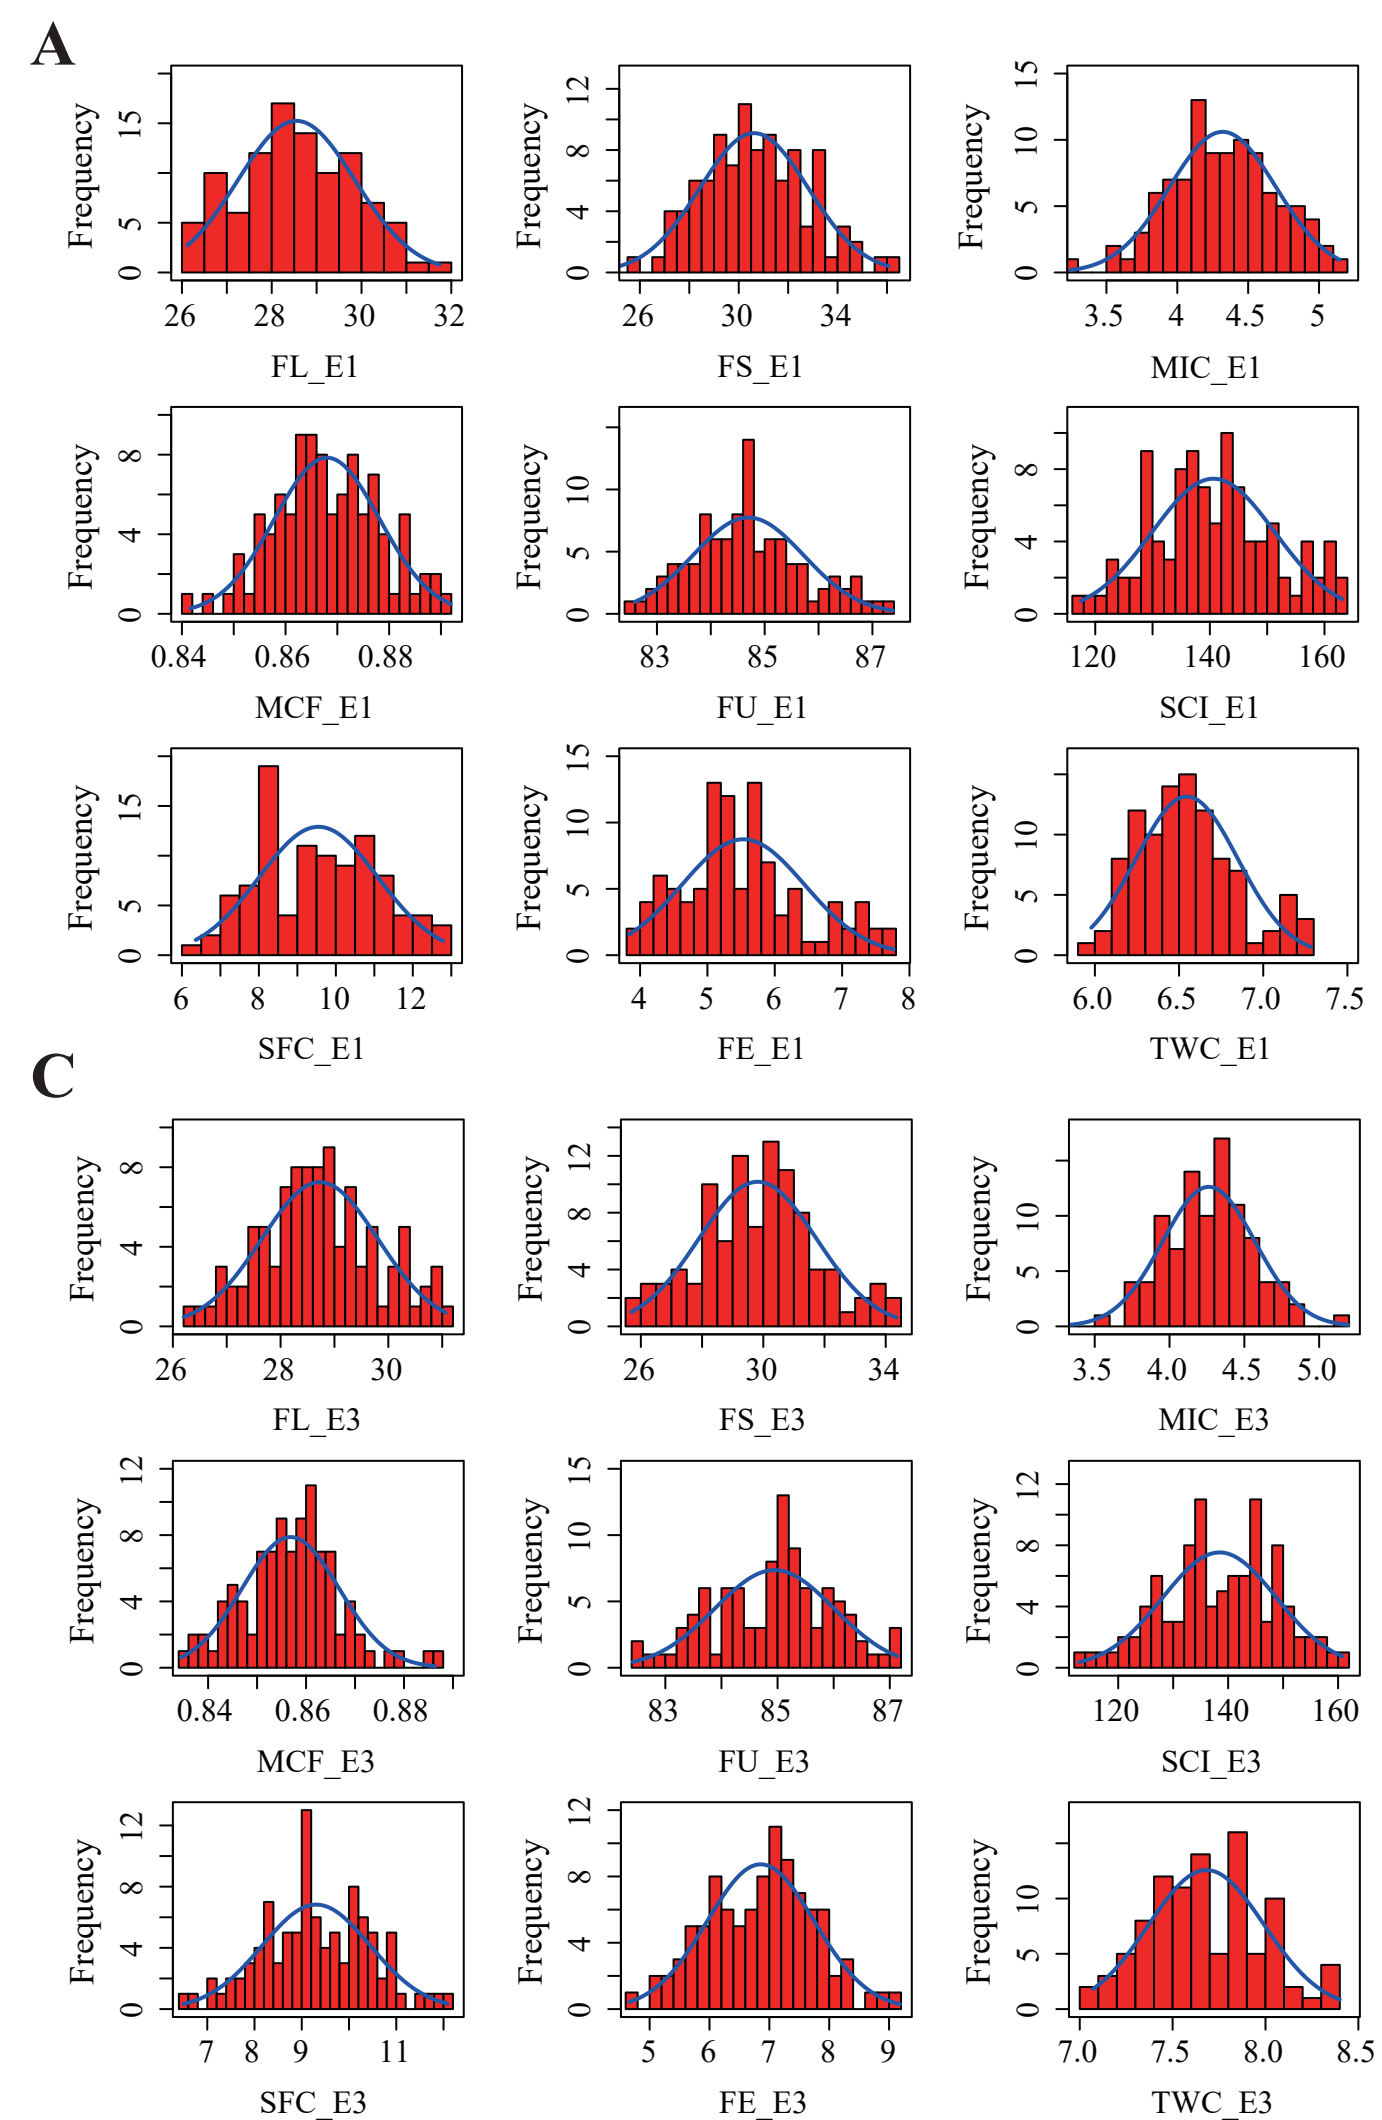 A
Frequency
0 5 15
26 28 30 32
FL_E1
Frequency
0 4 8 12
26 30 34
FS_E1
Frequency
0 5 10 15
3.5 4 4.5 5
MIC_E1
Frequency
0 4 8
0.84 0.86 0.88
MCF_E1
Frequency
0 5 10
83 85 87
FU_E1
Frequency
0 4 8
120 140 160
SCI_E1
Frequency
0 5 15
6 8 10 12
SFC_E1
Frequency
0 5 10 15
4 5 6 7 8
FE_E1
Frequency
0 5 10
6.0 6.5 7.0 7.5
TWC_E1
C
Frequency
0 4 8
26 28 30
FL_E3
Frequency
0 4 8 12
26 30 34
FS_E3
Frequency
0 5 10
3.5 4.0 4.5 5.0
MIC_E3
Frequency
0 4 8 12
0.84 0.86 0.88
MCF_E3
Frequency
0 5 10 15
83 85 87
FU_E3
Frequency
0 4 8 12
120 140 160
SCI_E3
Frequency
0 4 8 12
7 8 9 11
SFC_E3
Frequency
0 4 8 12
5 6 7 8 9
FE_E3
Frequency
0 5 10
7.0 7.5 8.0 8.5
TWC_E3